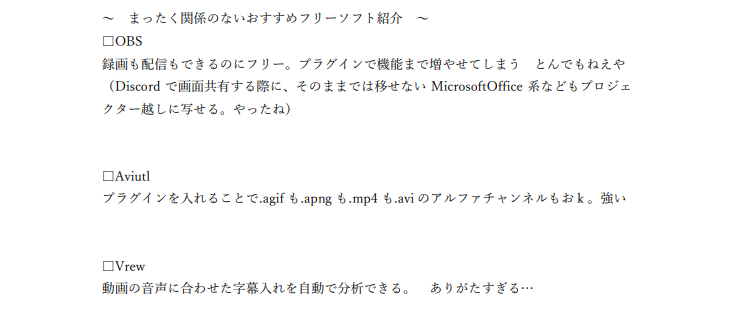 ～　まったく関係のないおすすめフリーソフト紹介　～
□OBS
録画も配信もできるのにフリー。プラグインで機能まで増やせてしまう　とんでもねえや
（Discord で画面共有する際に、そのままでは移せない MicrosoftOffice 系などもプロジェ
クター越しに写せる。やったね）
□Aviutl
プラグインを入れることで.agif も.apng も.mp4 も.avi のアルファチャンネルもおｋ。強い
□Vrew
動画の音声に合わせた字幕入れを自動で分析できる。　ありがたすぎる…